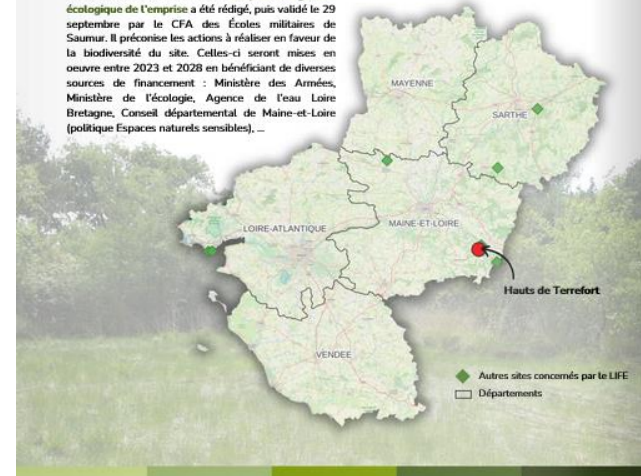 écologique de l'emprise a été rédigé, puis validé le 29
septembre par le CFA des Écoles militaires de
Saumur. Il préconise les actions à réaliser en faveur de
la biodiversité du site. Celles-ci seront mises en
oeuvre entre 2023 et 2028 en bénéficiant de diverses
sources de financement : Ministère des Armées,
Ministère de l'écologie, Agence de l'eau Loire
Bretagne, Conseil départemental de Maine-et-Loire
(politique Espaces naturels sensibles), ...
MAYENNE
SARTHE
LOIRE-ATLANTIQUE
MAINE-ET-LOIRE
Hauts de Terrefort
VENDEE
Autres sites concernés par le LIFE
Départements